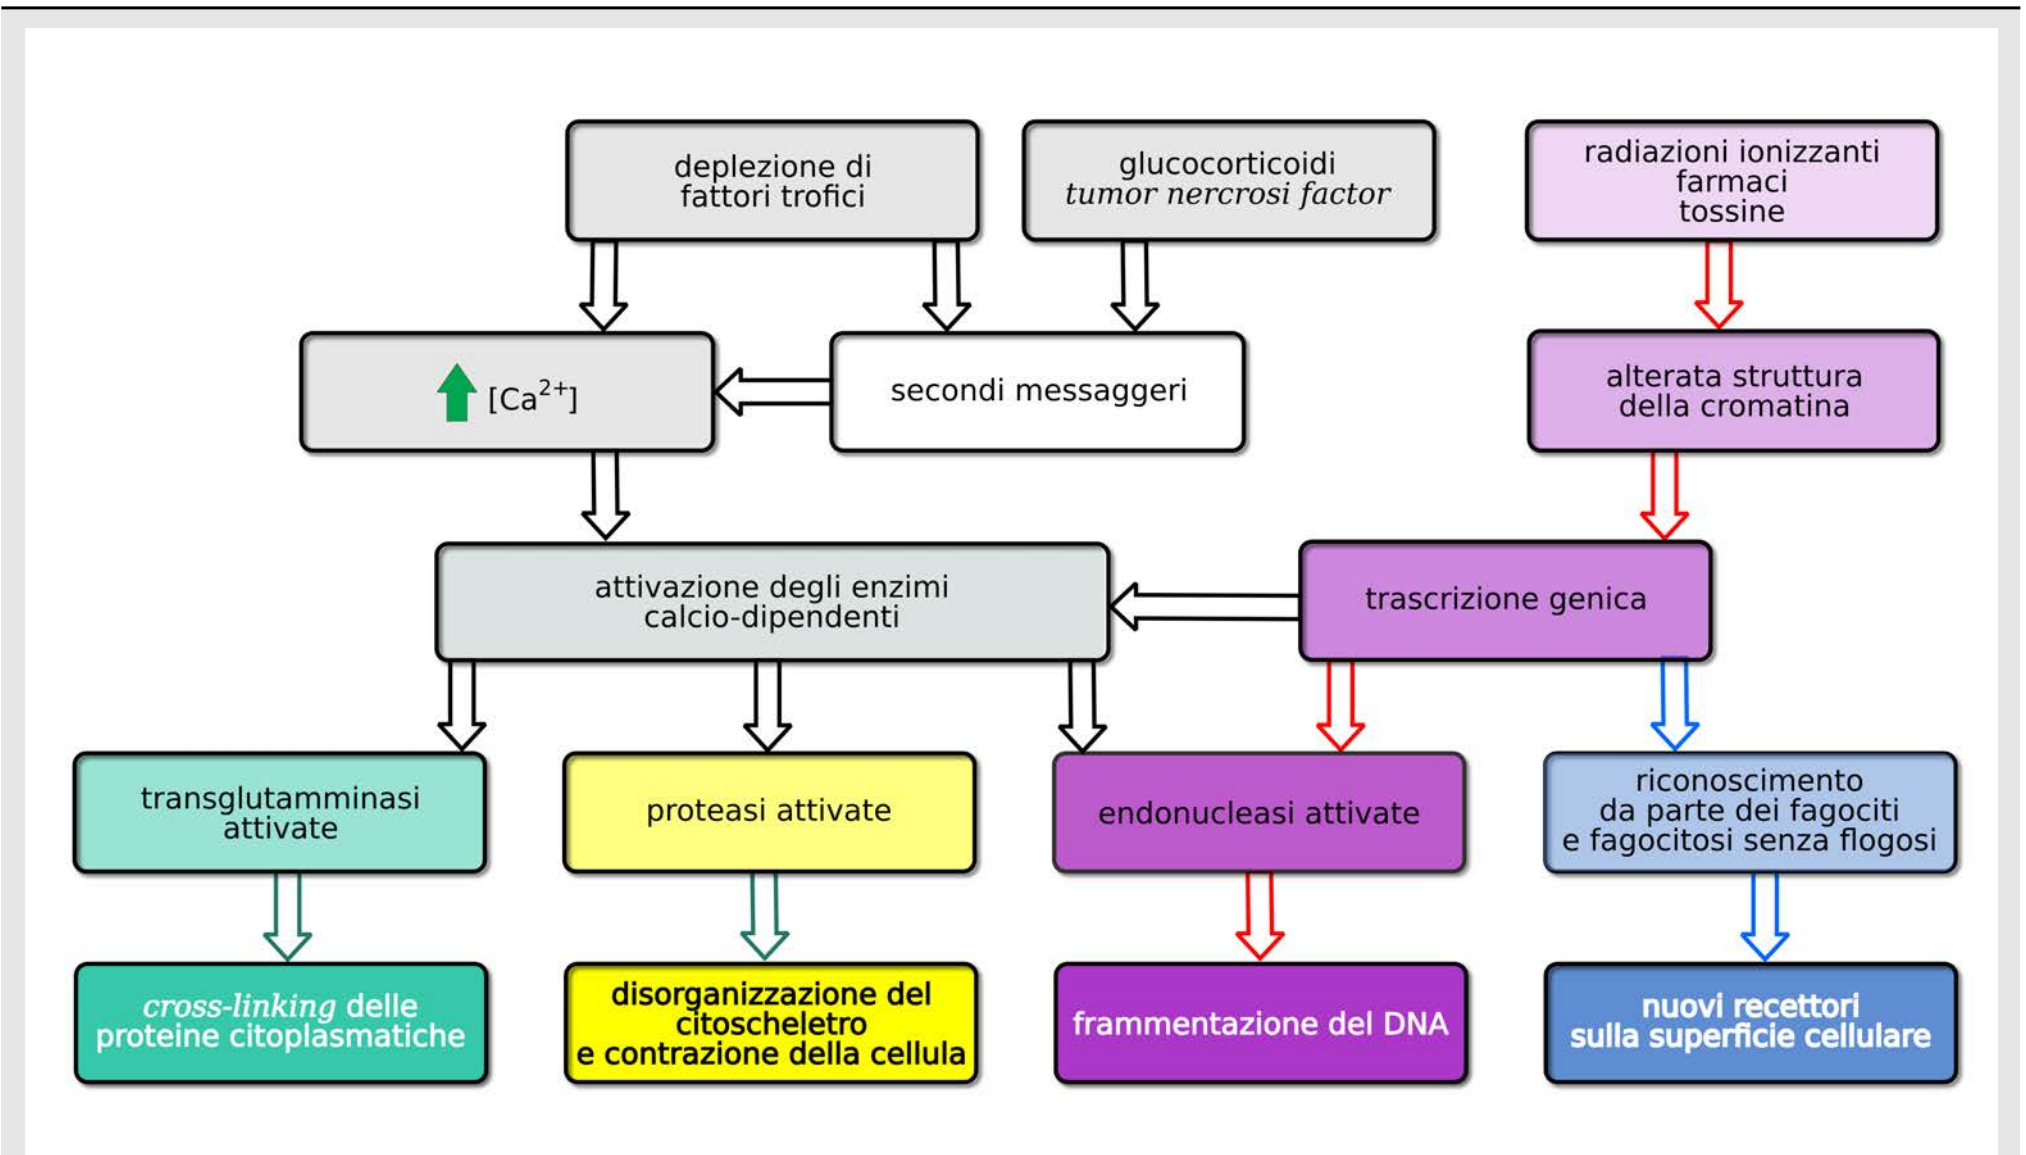 deplezione di
fattori trofici
glucocorticoidi
tumor nercrosi factor
radiazioni ionizzanti
farmaci
tossine
[Ca²⁺]
secondi messaggeri
alterata struttura
della cromatina
attivazione degli enzimi
calcio-dipendenti
trascrizione genica
transglutamminasi
attivate
proteasi attivate
endonucleasi attivate
riconoscimento
da parte dei fagociti
e fagocitosi senza flogosi
cross-linking delle
proteine citoplasmatiche
disorganizzazione del
citoscheletro
e contrazione della cellula
frammentazione del DNA
nuovi recettori
sulla superficie cellulare